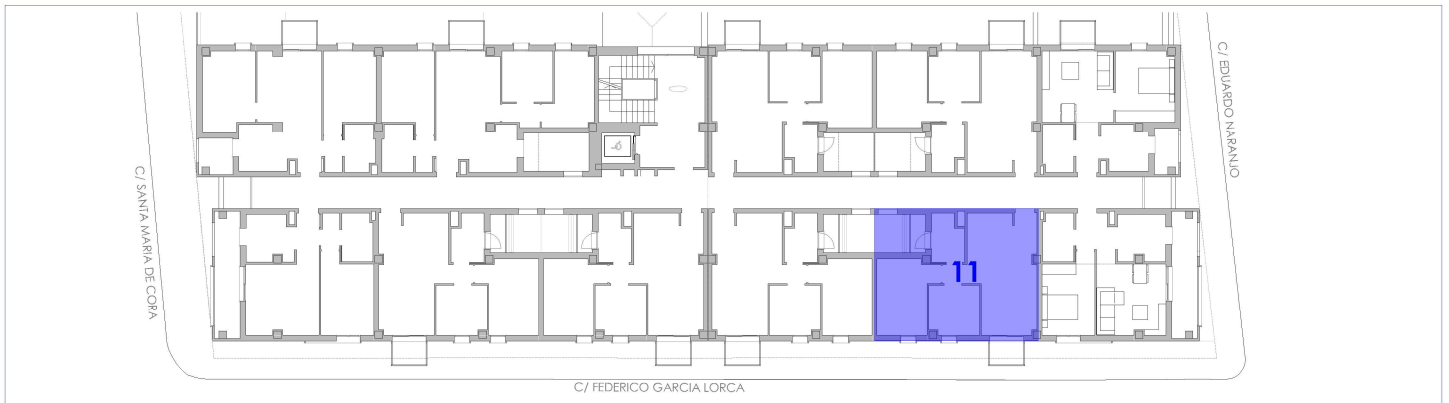 C/ EDUARDO NARANJO
C/ SANTA MARIA DE CORA
11
C/ FEDERICO GARCIA LORCA